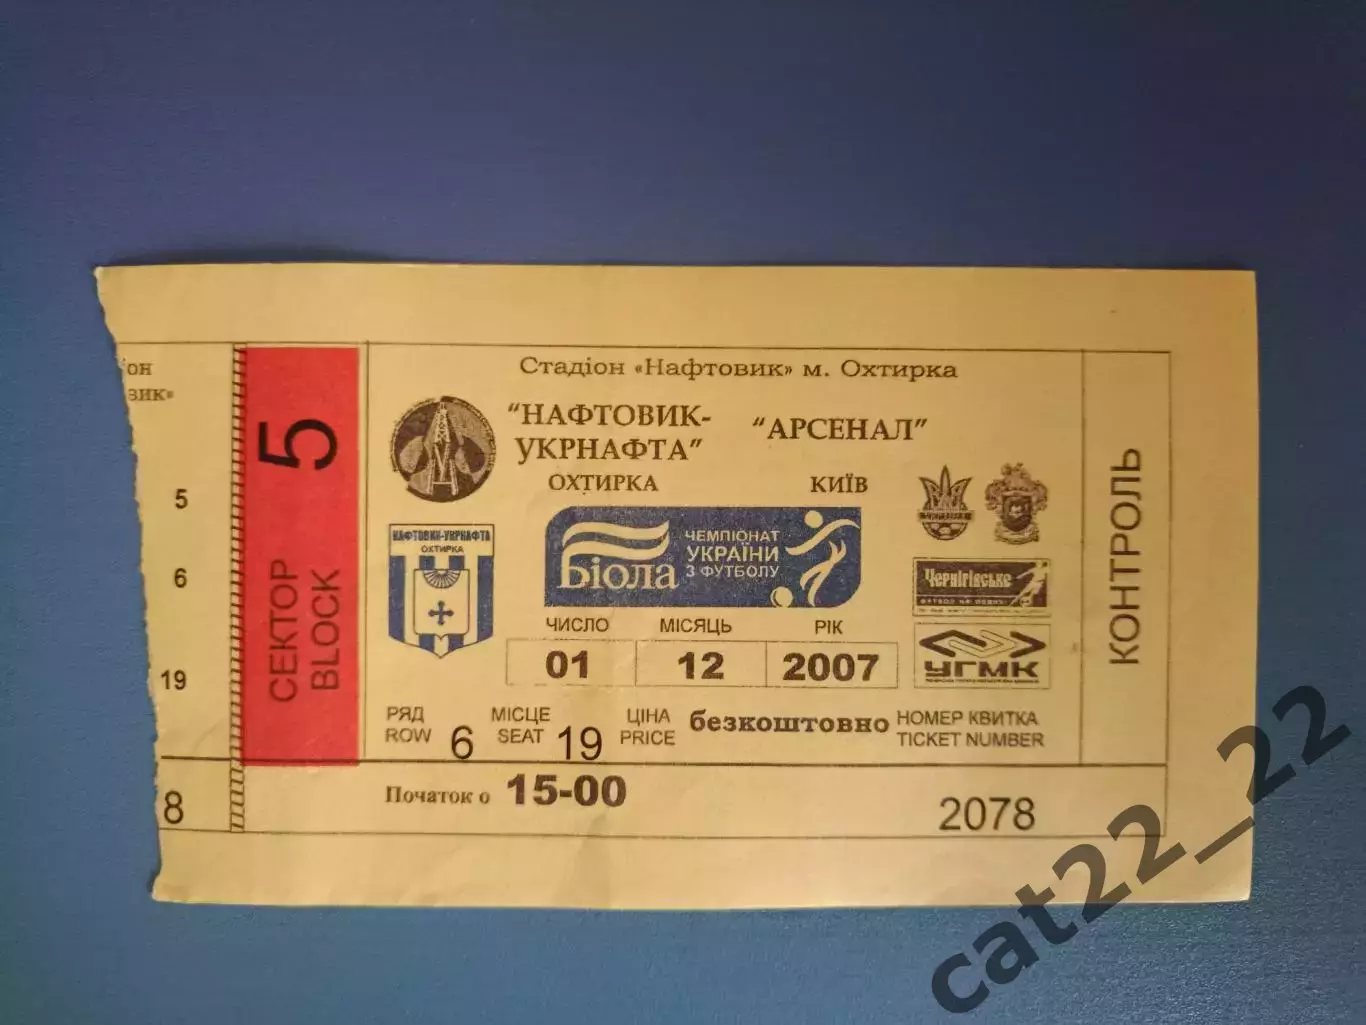 он
вик»
5
6
19
8
СЕКТОР 5
BLOCK
Стадіон «Нафтовик» м. Охтирка
"НАФТОВИК-УКРНАФТА" "АРСЕНАЛ"
ОХТИРКА КИЇВ
УКРАЇНА
НАФТОВИК-УКРНАФТА
ОХТИРКА
Біола
ЧЕМПІОНАТ
УКРАЇНИ
З ФУТБОЛУ
ЧЕРНІГІВСЬКЕ
УГМК
ЧИСЛО МІСЯЦЬ РІК
01 12 2007
РЯД
ROW 6
МІСЦЕ
SEAT 19
ЦІНА
PRICE безкоштовно
НОМЕР КВИТКА
TICKET NUMBER
Початок о 15-00
2078
КОНТРОЛЬ
cat22_22